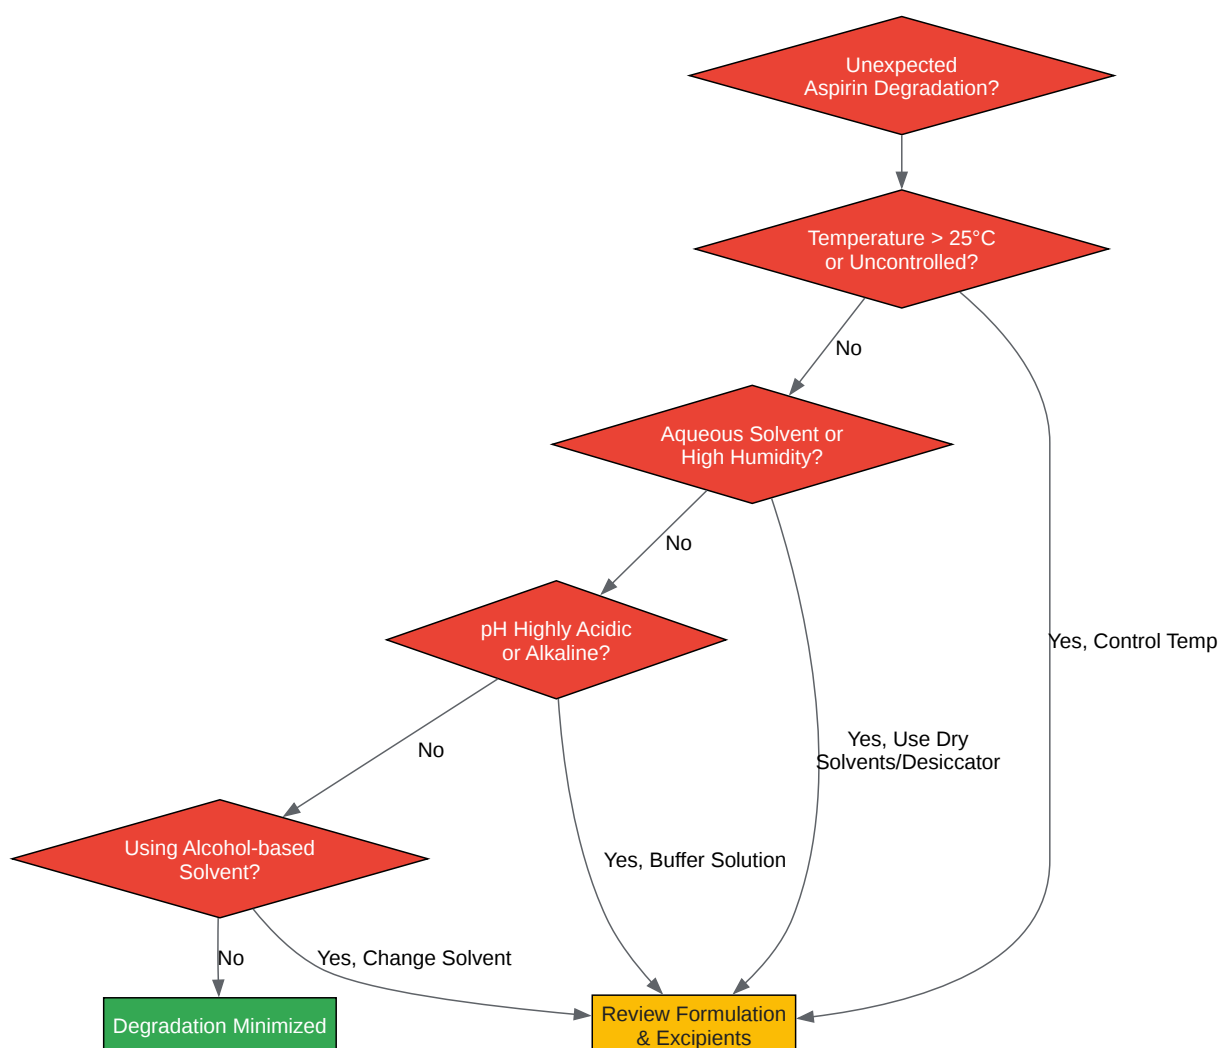 Unexpected
Aspirin Degradation?
Temperature > 25°C
or Uncontrolled?
No
Aqueous Solvent or
High Humidity?
No
pH Highly Acidic
or Alkaline?
Yes, Control Temp
No
Yes, Use Dry
Solvents/Desiccator
Using Alcohol-based
Solvent?
Yes, Buffer Solution
No
Yes, Change Solvent
Degradation Minimized
Review Formulation
& Excipients